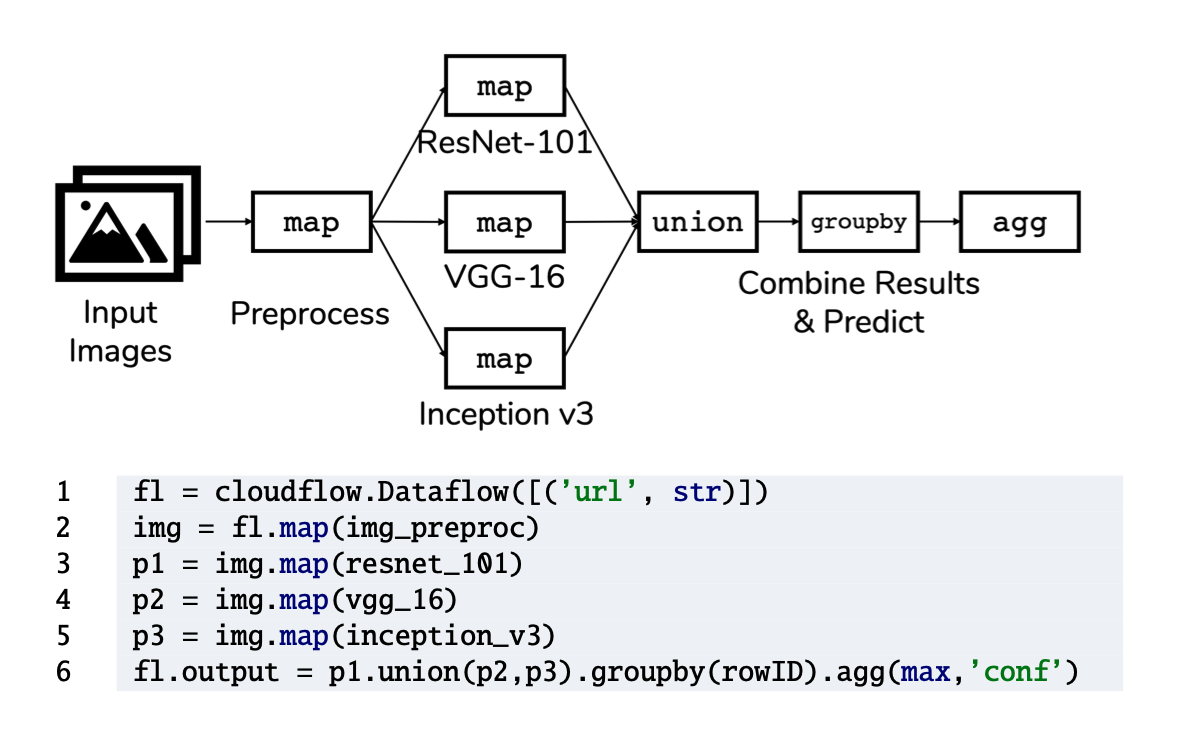 map
ResNet-101
Input
Images
map
Preprocess
map
VGG-16
map
Inception v3
union
groupby
agg
Combine Results
& Predict
1 fl = cloudflow.Dataflow([('url', str)])
2 img = fl.map(img_preproc)
3 p1 = img.map(resnet_101)
4 p2 = img.map(vgg_16)
5 p3 = img.map(inception_v3)
6 fl.output = p1.union(p2,p3).groupby(rowID).agg(max,'conf')